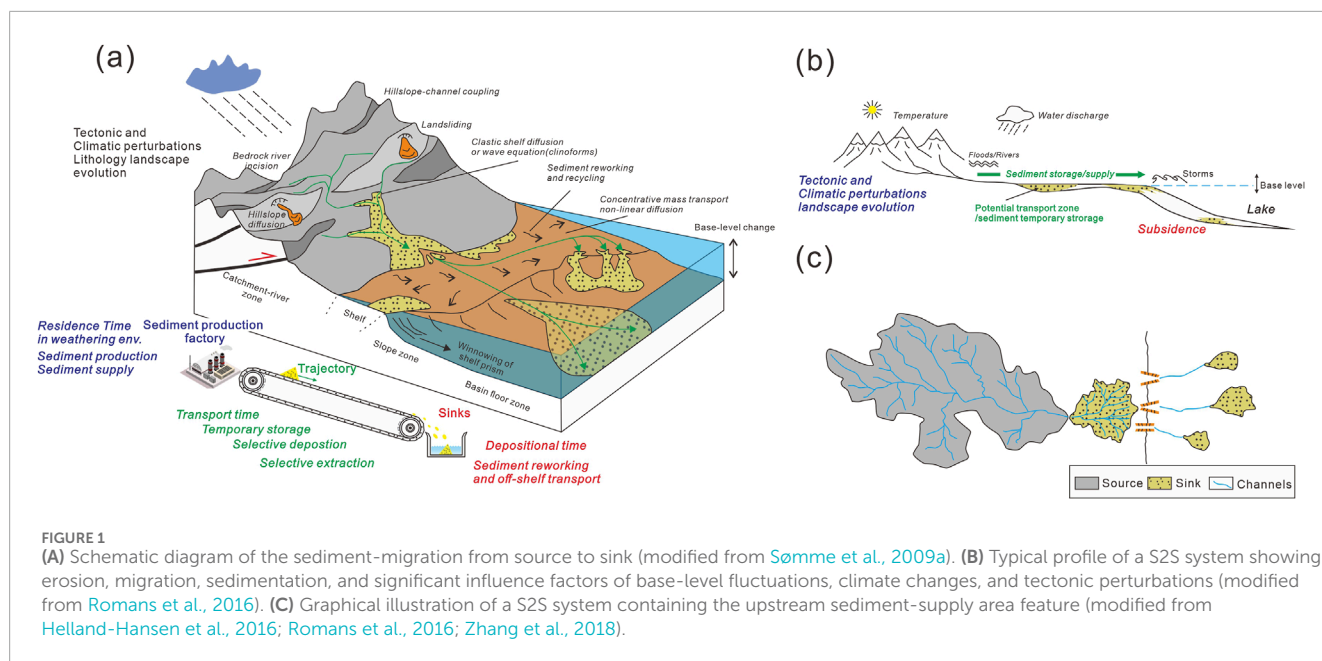 (a)
Hillslope-channel coupling
Landsliding
Tectonic and
Climatic perturbations
Lithology landscape
evolution
Clastic shelf diffusion
or wave equation(clinoforms)
Bedrock river
incision
Sediment reworking
and recycling
Concentrative mass transport
non-linear diffusion
Hillslope
diffusion
Base-level change
Catchment-river
zone
Shelf
Slope zone
Winnowing of
shelf prism
Basin floor zone
Residence Time
in weathering env.
Sediment production
Sediment supply
Sediment production
factory
Trajectory
Transport time
Temporary storage
Selective depostion
Selective extraction
Sinks
Depositional time
Sediment reworking
and off-shelf transport
(b)
Temperature
Water discharge
Floods/Rivers
Sediment storage/supply
Storms
Base level
Tectonic and
Climatic perturbations
landscape evolution
Potential transport zone
/sediment temporary strorage
Lake
Subsidence
(c)
Source
Sink
Channels
FIGURE 1
(A) Schematic diagram of the sediment-migration from source to sink (modified from Sømme et al., 2009a). (B) Typical profile of a S2S system showing
erosion, migration, sedimentation, and significant influence factors of base-level fluctuations, climate changes, and tectonic perturbations (modified
from Romans et al., 2016). (C) Graphical illustration of a S2S system containing the upstream sediment-supply area feature (modified from
Helland-Hansen et al., 2016; Romans et al., 2016; Zhang et al., 2018).